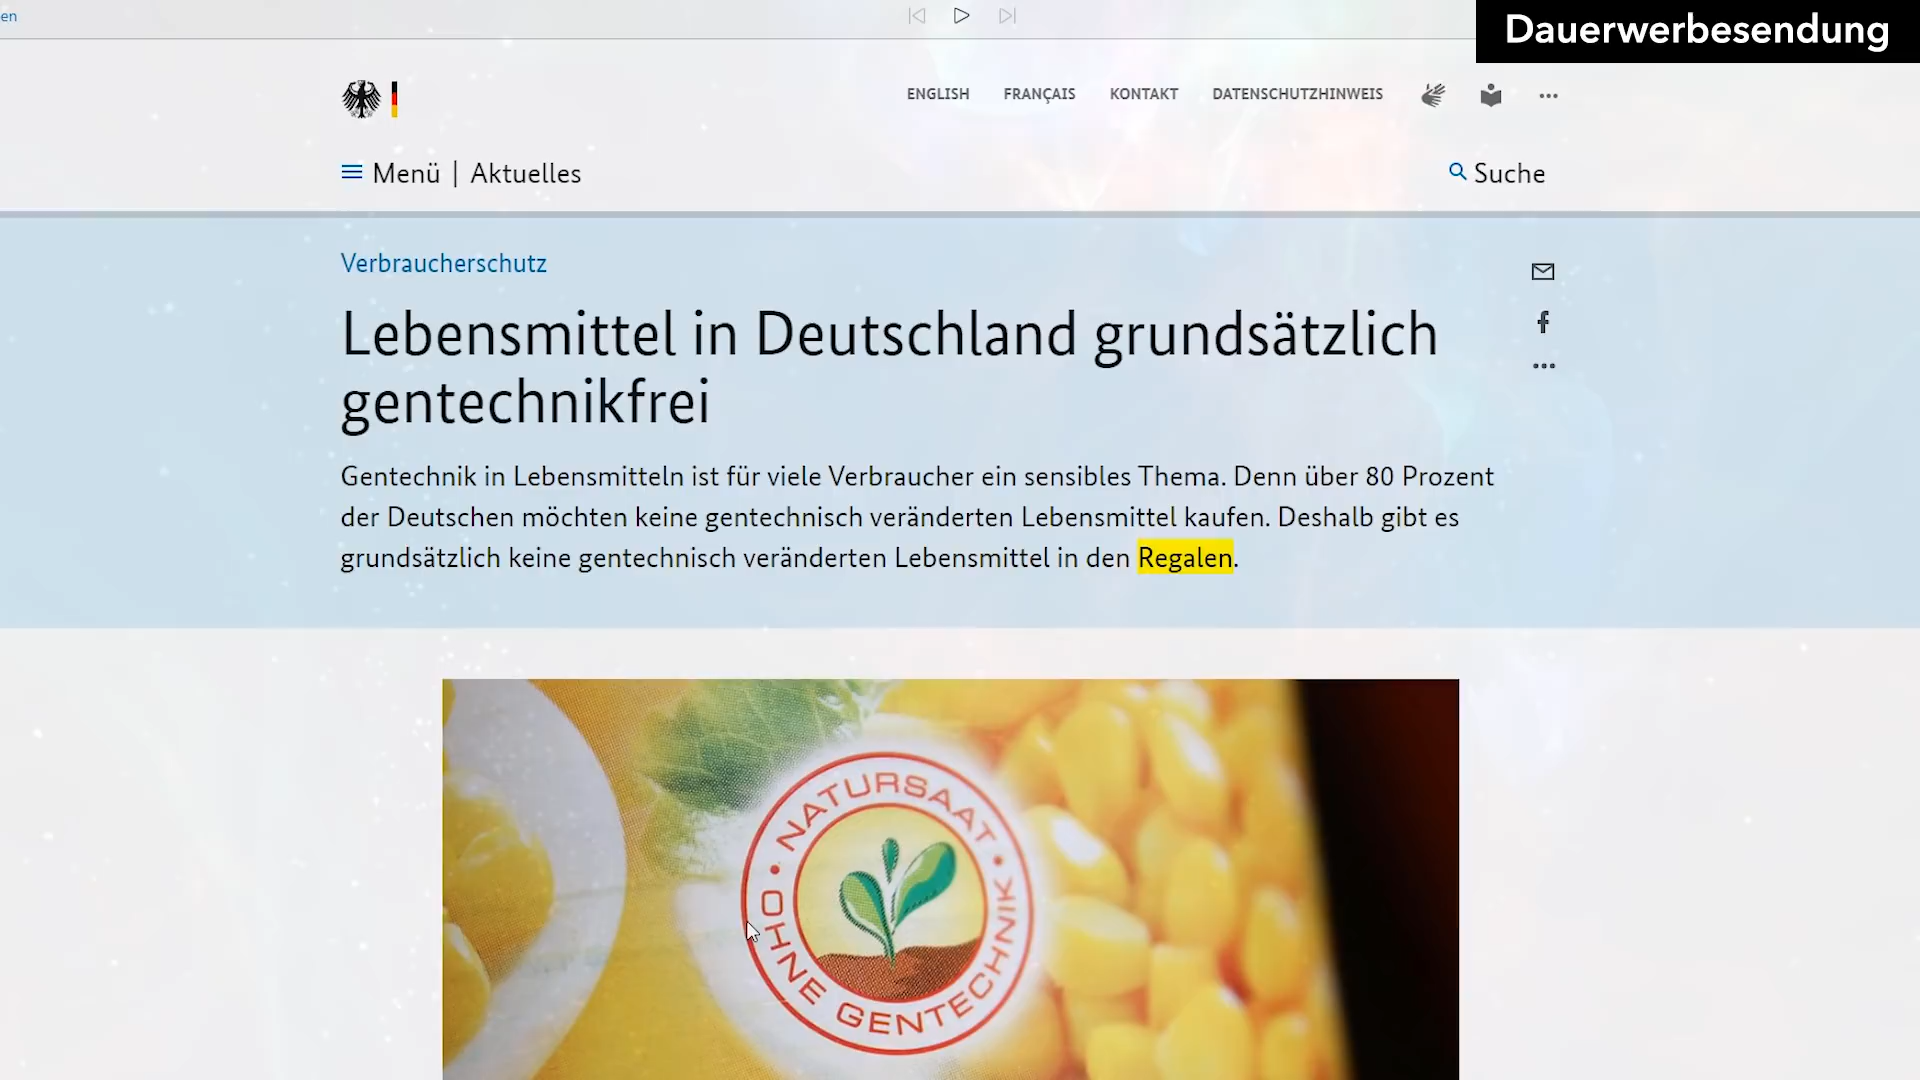 en
Dauerwerbesendung
ENGLISH FRANÇAIS KONTAKT DATENSCHUTZHINWEIS
Menü | Aktuelles
Suche
Verbraucherschutz
Lebensmittel in Deutschland grundsätzlich
gentechnikfrei
Gentechnik in Lebensmitteln ist für viele Verbraucher ein sensibles Thema. Denn über 80 Prozent
der Deutschen möchten keine gentechnisch veränderten Lebensmittel kaufen. Deshalb gibt es
grundsätzlich keine gentechnisch veränderten Lebensmittel in den Regalen.
• NATURSAAT •
OHNE GENTECHNIK